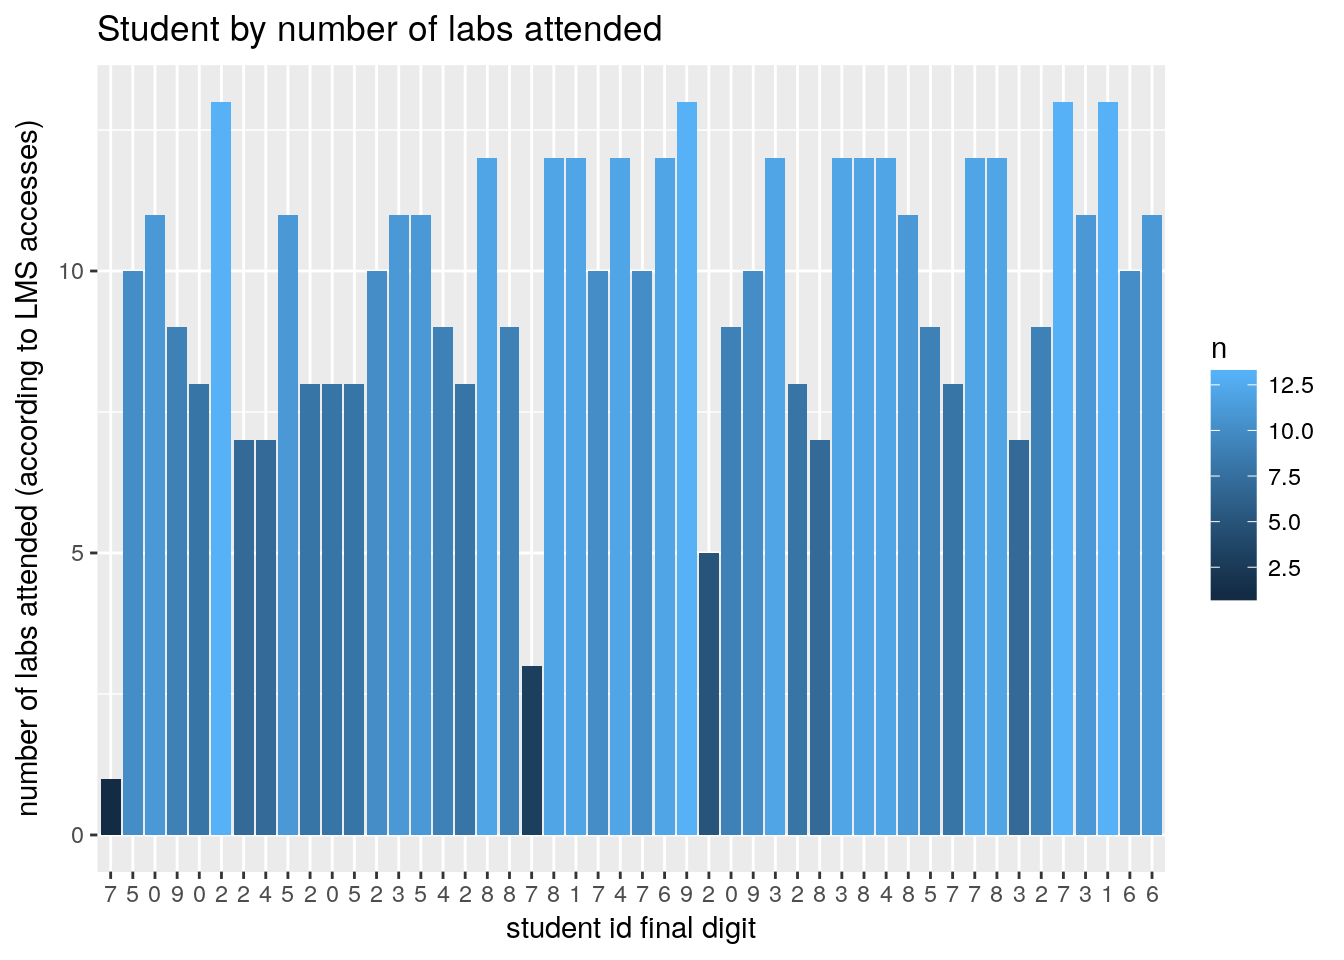 Student by number of labs attended
number of labs attended (according to LMS accesses)
10
5
0
7 5 0 9 0 2 2 4 5 2 0 5 2 3 5 4 2 8 8 7 8 1 7 4 7 6 9 2 0 9 3 2 8 3 8 4 8 5 7 7 8 3 2 7 3 1 6 6
student id final digit
n
12.5
10.0
7.5
5.0
2.5